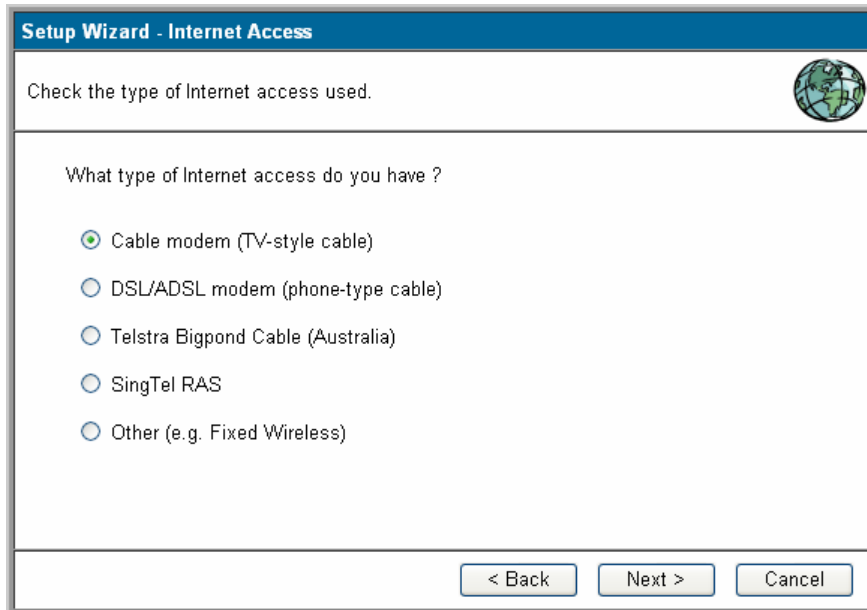 Setup Wizard - Internet Access
Check the type of Internet access used.
What type of Internet access do you have ?
Cable modem (TV-style cable)
DSL/ADSL modem (phone-type cable)
Telstra Bigpond Cable (Australia)
SingTel RAS
Other (e.g. Fixed Wireless)
< Back Next > Cancel